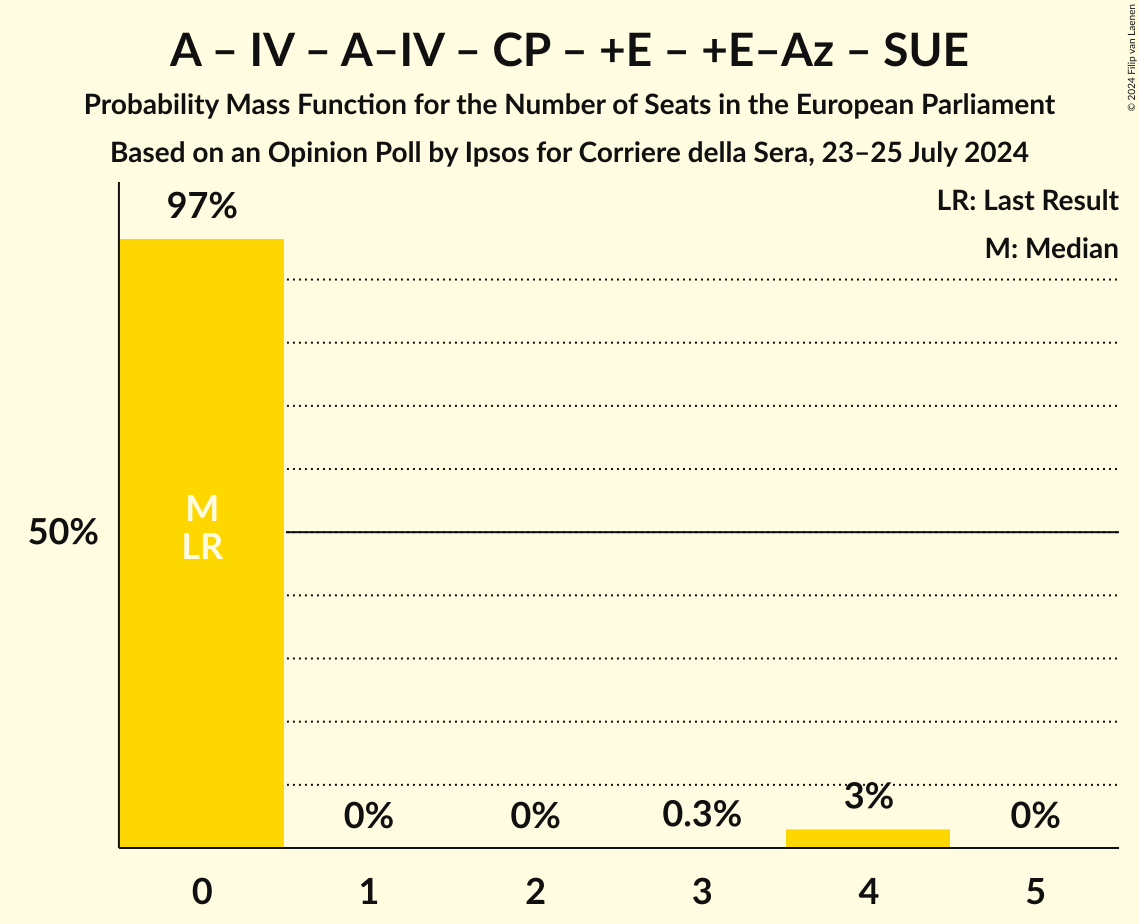 A – IV – A–IV – CP – +E – +E–Az – SUE
Probability Mass Function for the Number of Seats in the European Parliament
Based on an Opinion Poll by Ipsos for Corriere della Sera, 23–25 July 2024
© 2024 Filip van Laenen
LR: Last Result
M: Median
97%
M
LR
50%
0%
0%
0.3%
3%
0%
0
1
2
3
4
5